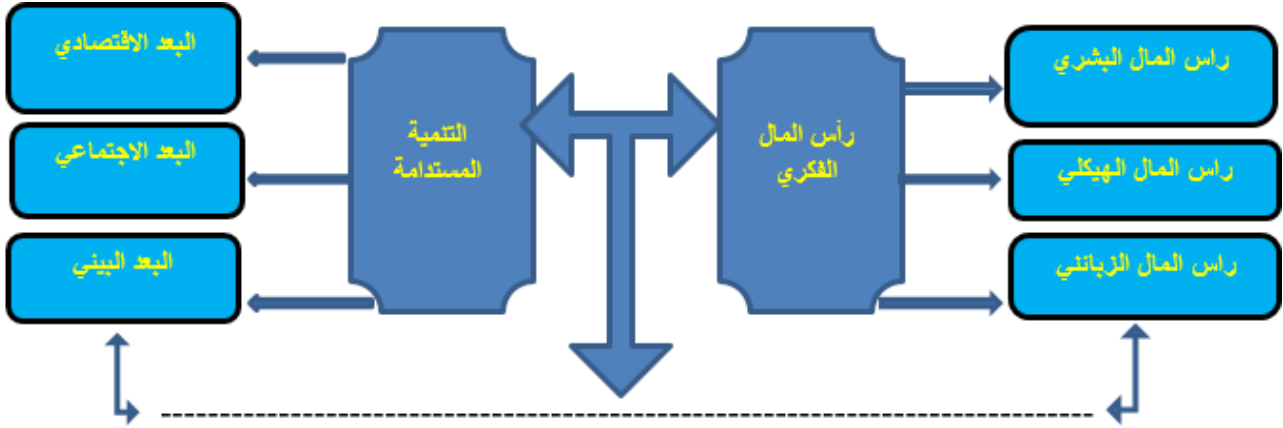 راس المال البشري
راس المال الهيكلي
راس المال الزبائني
رأس المال
الفكري
التنمية
المستدامة
البعد الاقتصادي
البعد الاجتماعي
البعد البيئي